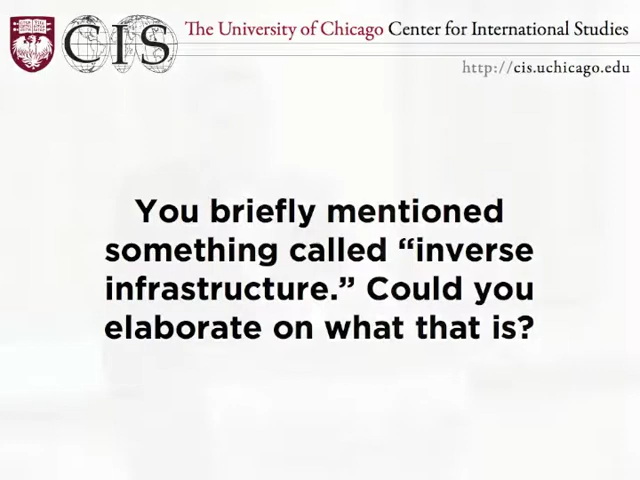 CIS The University of Chicago Center for International Studies
http://cis.uchicago.edu
You briefly mentioned
something called “inverse
infrastructure.” Could you
elaborate on what that is?